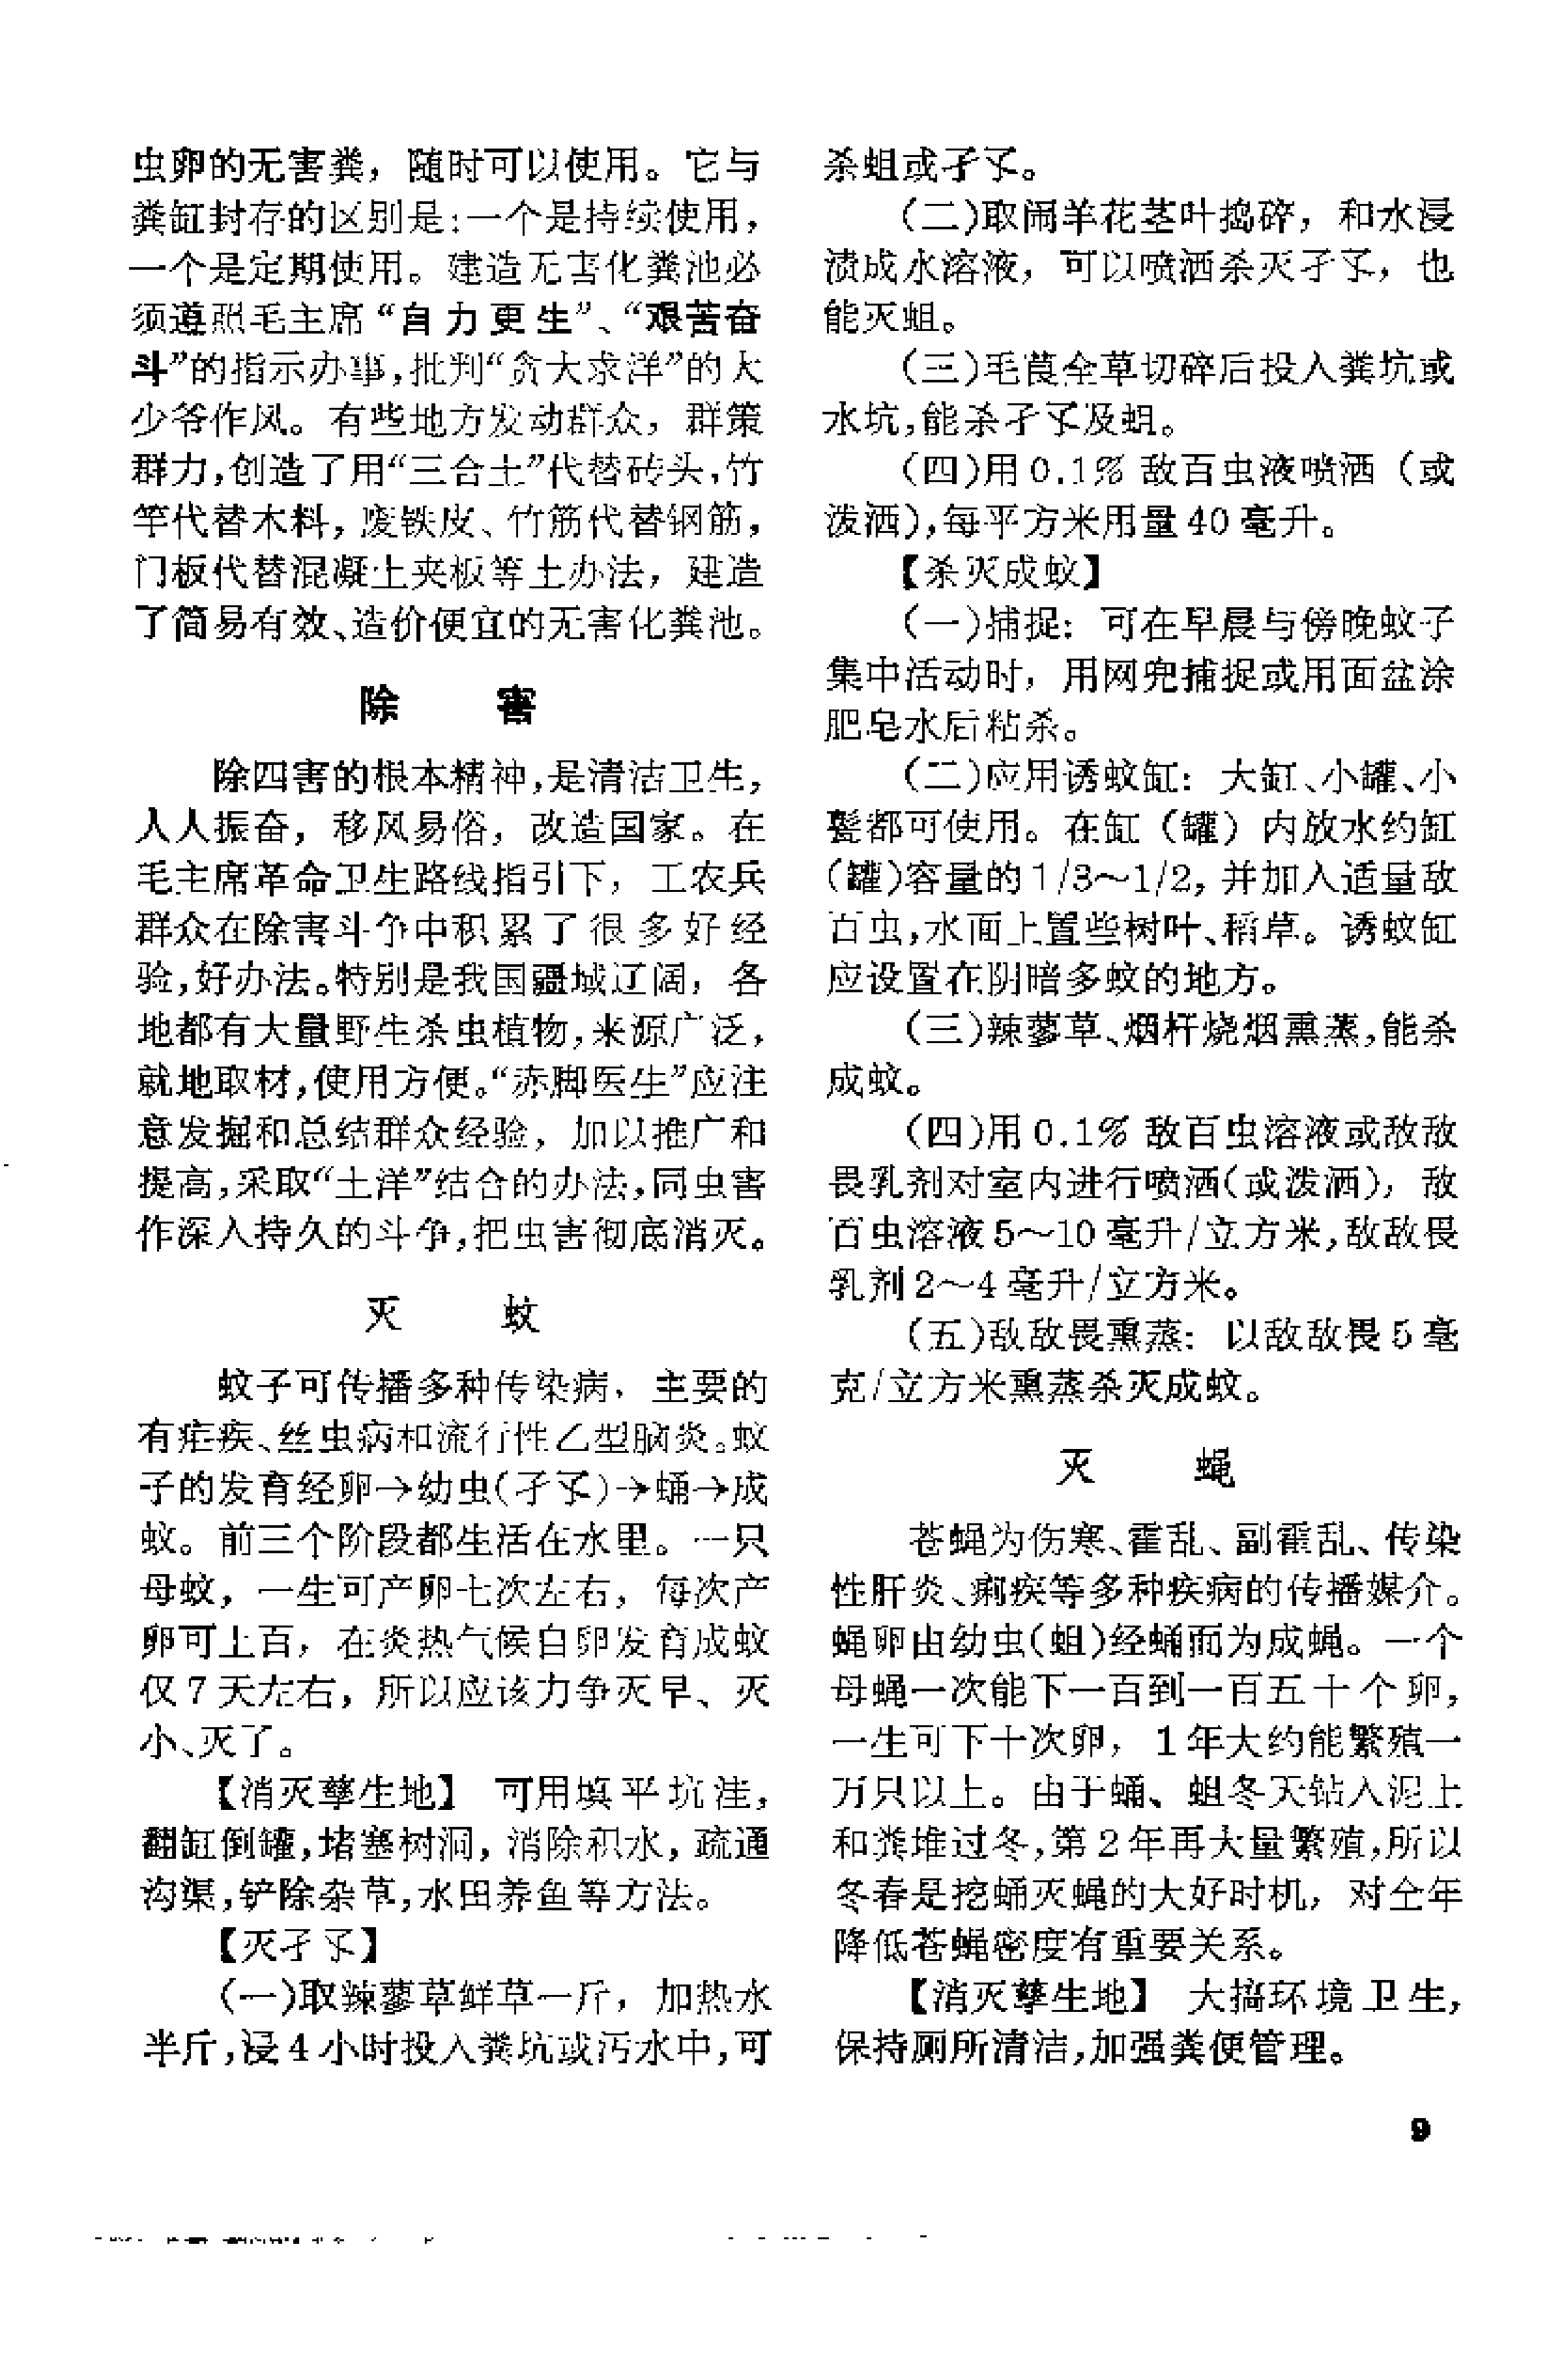 虫卵的无害粪，随时可以使用。它与
粪缸封存的区别是：一个是持续使用，
一个是定期使用。建造无害化粪池必
须遵照毛主席“自力更生”、“艰苦奋
斗”的指示办事，批判“贪大求洋”的大
少爷作风。有些地方发动群众，群策
群力，创造了用“三合土”代替砖头，竹
竿代替木料，废铁皮、竹筋代替钢筋，
门板代替混凝土夹板等土办法，建造
了简易有效、造价便宜的无害化粪池。
除害
除四害的根本精神，是清洁卫生，
人人振奋，移风易俗，改造国家。在
毛主席革命卫生路线指引下，工农兵
群众在除害斗争中积累了很多好经
验，好办法。特别是我国疆域辽阔，各
地都有大量野生杀虫植物，来源广泛，
就地取材，使用方便。“赤脚医生”应注
意发掘和总结群众经验，加以推广和
提高，采取“土洋”结合的办法，同虫害
作深入持久的斗争，把虫害彻底消灭。
灭蚊
蚊子可传播多种传染病，主要的
有疟疾、丝虫病和流行性乙型脑炎。蚊
子的发育经卵→幼虫（孑孓）→蛹→成
蚊。前三个阶段都生活在水里。一只
母蚊，一生可产卵七次左右，每次产
卵可上百，在炎热气候自卵发育成蚊
仅7天左右，所以应该力争灭早、灭
小、灭了。
【消灭孳生地】 可用填平坑洼，
翻缸倒罐，堵塞树洞，消除积水，疏通
沟渠，铲除杂草，水田养鱼等方法。
【灭孑孓】
（一）取辣蓼草鲜草一斤，加热水
半斤，浸4小时投入粪坑或污水中，可
杀蛆或孑孓。
（二）取闹羊花茎叶捣碎，和水浸
渍成水溶液，可以喷洒杀灭孑孓，也
能灭蛆。
（三）毛莨全草切碎后投入粪坑或
水坑，能杀孑孓及蛆。
（四）用0.1％敌百虫液喷洒（或
泼洒），每平方米用量40毫升。
【杀灭成蚊】
（一）捕捉：可在早晨与傍晚蚊子
集中活动时，用网兜捕捉或用面盆涂
肥皂水后粘杀。
（二）应用诱蚊缸：大缸、小罐、小
甏都可使用。在缸（罐）内放水约缸
（罐）容量的1/3～1/2，并加入适量敌
百虫，水面上置些树叶、稻草。诱蚊缸
应设置在阴暗多蚊的地方。
（三）辣蓼草、烟杆烧烟熏蒸，能杀
成蚊。
（四）用0.1％敌百虫溶液或敌敌
畏乳剂对室内进行喷洒（或泼洒），敌
百虫溶液5～10毫升/立方米，敌敌畏
乳剂2～4毫升/立方米。
（五）敌敌畏熏蒸：以敌敌畏5毫
克/立方米熏蒸杀灭成蚊。
灭蝇
苍蝇为伤寒、霍乱、副霍乱、传染
性肝炎、痢疾等多种疾病的传播媒介。
蝇卵由幼虫（蛆）经蛹而为成蝇。一个
母蝇一次能下一百到一百五十个卵，
一生可下十次卵，1年大约能繁殖一
万只以上。由于蛹、蛆冬天钻入泥土
和粪堆过冬，第2年再大量繁殖，所以
冬春是挖蛹灭蝇的大好时机，对全年
降低苍蝇密度有重要关系。
【消灭孳生地】 大搞环境卫生，
保持厕所清洁，加强粪便管理。
9